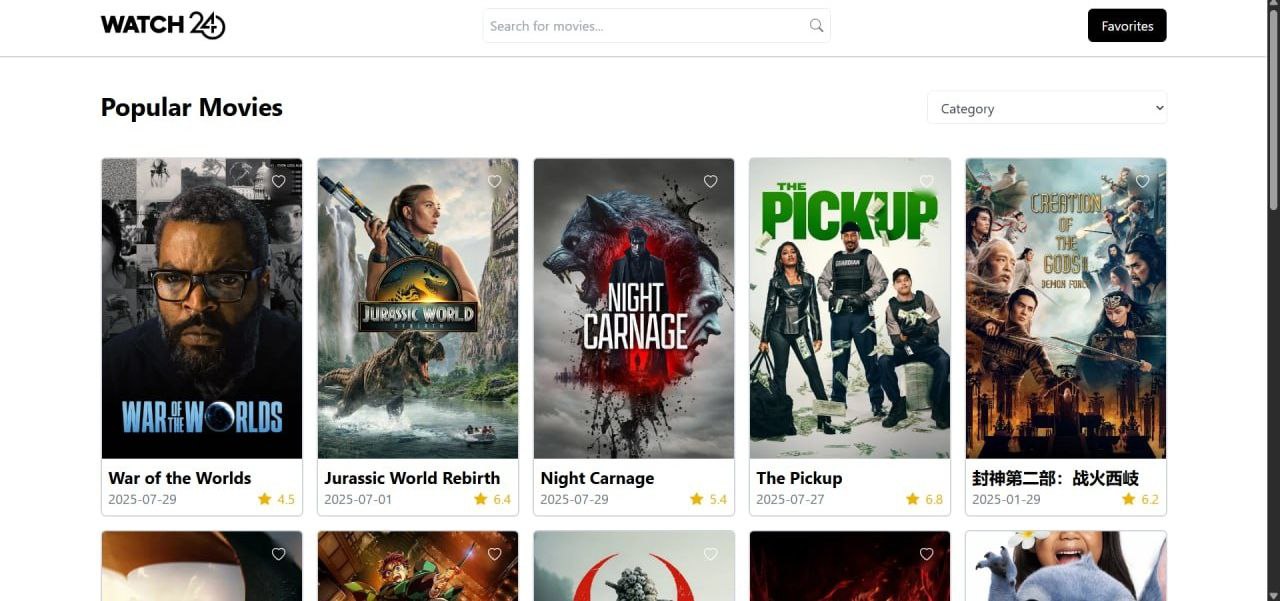 WATCH 24
Search for movies...
Favorites
Popular Movies
Category
WAR OF THE WORLDS
JURASSIC WORLD
REBIRTH
NIGHT
CARNAGE
THE
PICKUP
GUARDIAN
CREATION
OF
THE
GODS II
DEMON FORCE
War of the Worlds
2025-07-29 4.5
Jurassic World Rebirth
2025-07-01 6.4
Night Carnage
2025-07-29 5.4
The Pickup
2025-07-27 6.8
封神第二部：战火西岐
2025-01-29 6.2